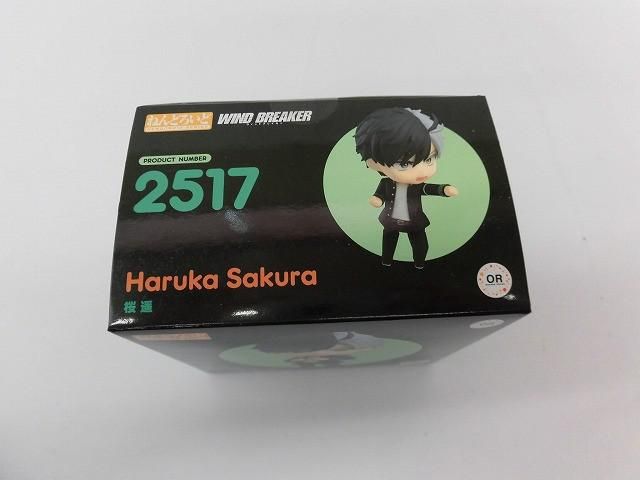 ねんどろいど
WIND BREAKER
PRODUCT NUMBER
2517
Haruka Sakura
桜 遥
OR